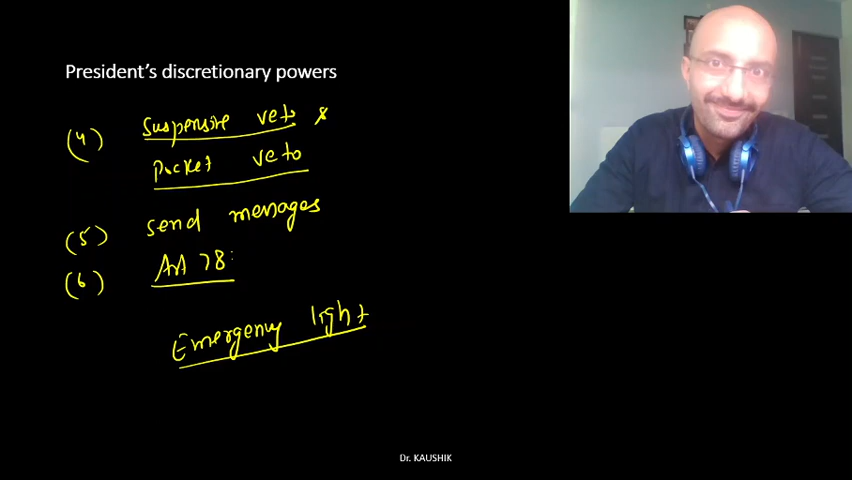 President's discretionary powers
(4) Suspensive veto &
Pocket veto
(5) send messages
(6) Art 78:
Emergency light
Dr. KAUSHIK